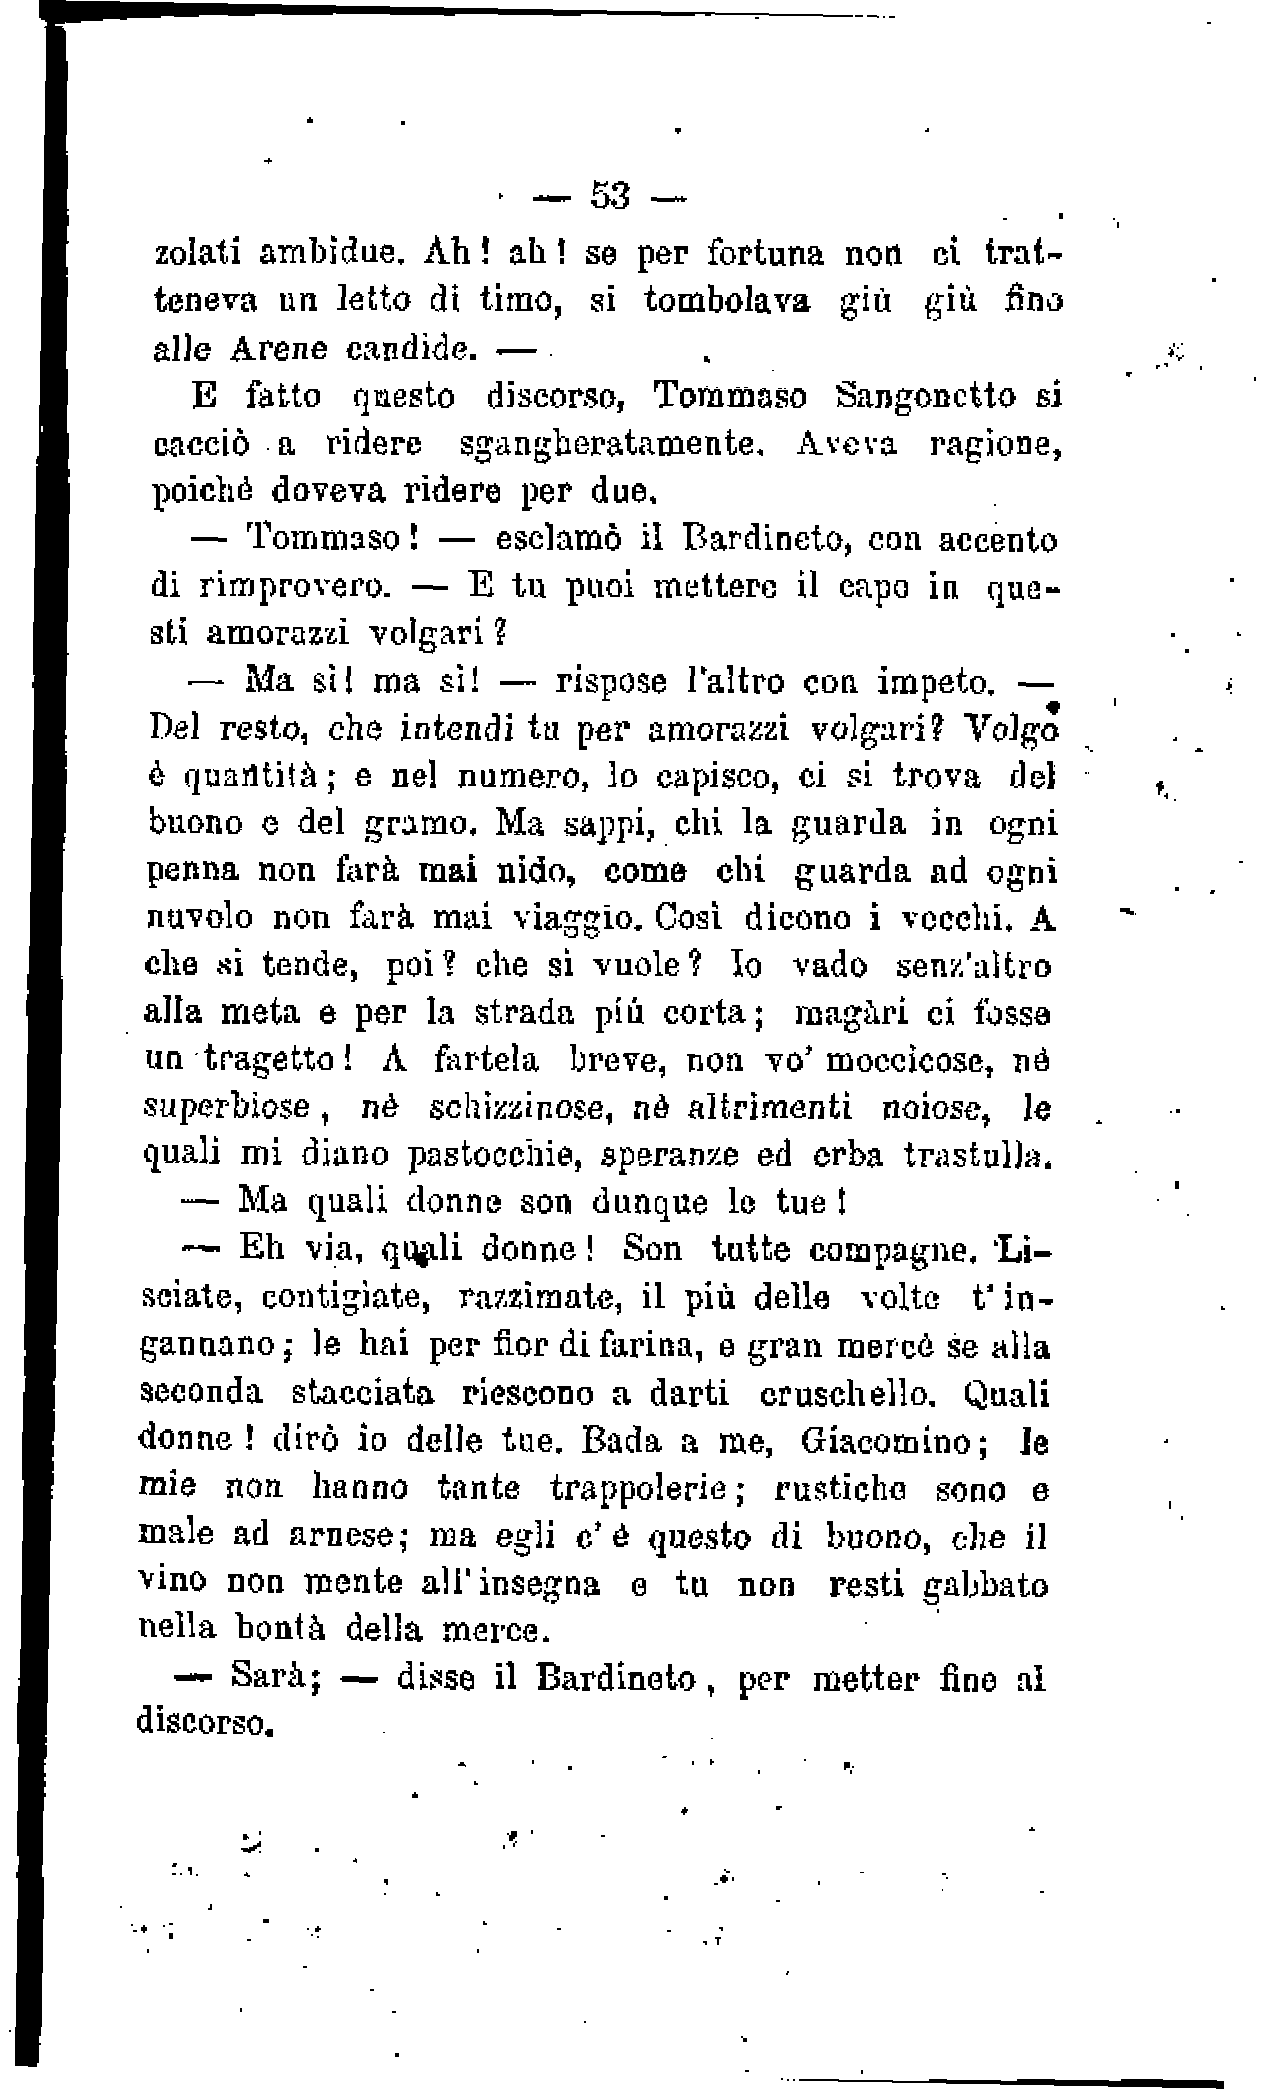 — 53 —
zolati ambidue. Ah! ah! se per fortuna non ci trat-
teneva un letto di timo, si tombolava giù giù fino
alle Arene candide. —
E fatto questo discorso, Tommaso Sangonetto si
cacciò a ridere sgangheratamente. Aveva ragione,
poichè doveva ridere per due.
— Tommaso! — esclamò il Bardineto, con accento
di rimprovero. — E tu puoi mettere il capo in que-
sti amorazzi volgari?
— Ma sì! ma sì! — rispose l'altro con impeto. —
Del resto, che intendi tu per amorazzi volgari? Volgo
è quantità; e nel numero, lo capisco, ci si trova del
buono e del gramo. Ma sappi, chi la guarda in ogni
penna non farà mai nido, come chi guarda ad ogni
nuvolo non farà mai viaggio. Così dicono i vecchi. A
che si tende, poi? che si vuole? Io vado senz'altro
alla meta e per la strada più corta; magàri ci fosse
un tragetto! A fartela breve, non vo' moccicose, nè
superbiose, nè schizzinose, nè altrimenti noiose, le
quali mi diano pastocchie, speranze ed erba trastulla.
— Ma quali donne son dunque le tue!
— Eh via, quali donne! Son tutte compagne. Li-
sciate, contigiate, razzimate, il più delle volte t'in-
gannano; le hai per fior di farina, e gran mercè se alla
seconda stacciata riescono a darti cruschello. Quali
donne! dirò io delle tue. Bada a me, Giacomino; le
mie non hanno tante trappolerie; rustiche sono e
male ad arnese; ma egli c'è questo di buono, che il
vino non mente all'insegna e tu non resti gabbato
nella bontà della merce.
— Sarà; — disse il Bardineto, per metter fine al
discorso.